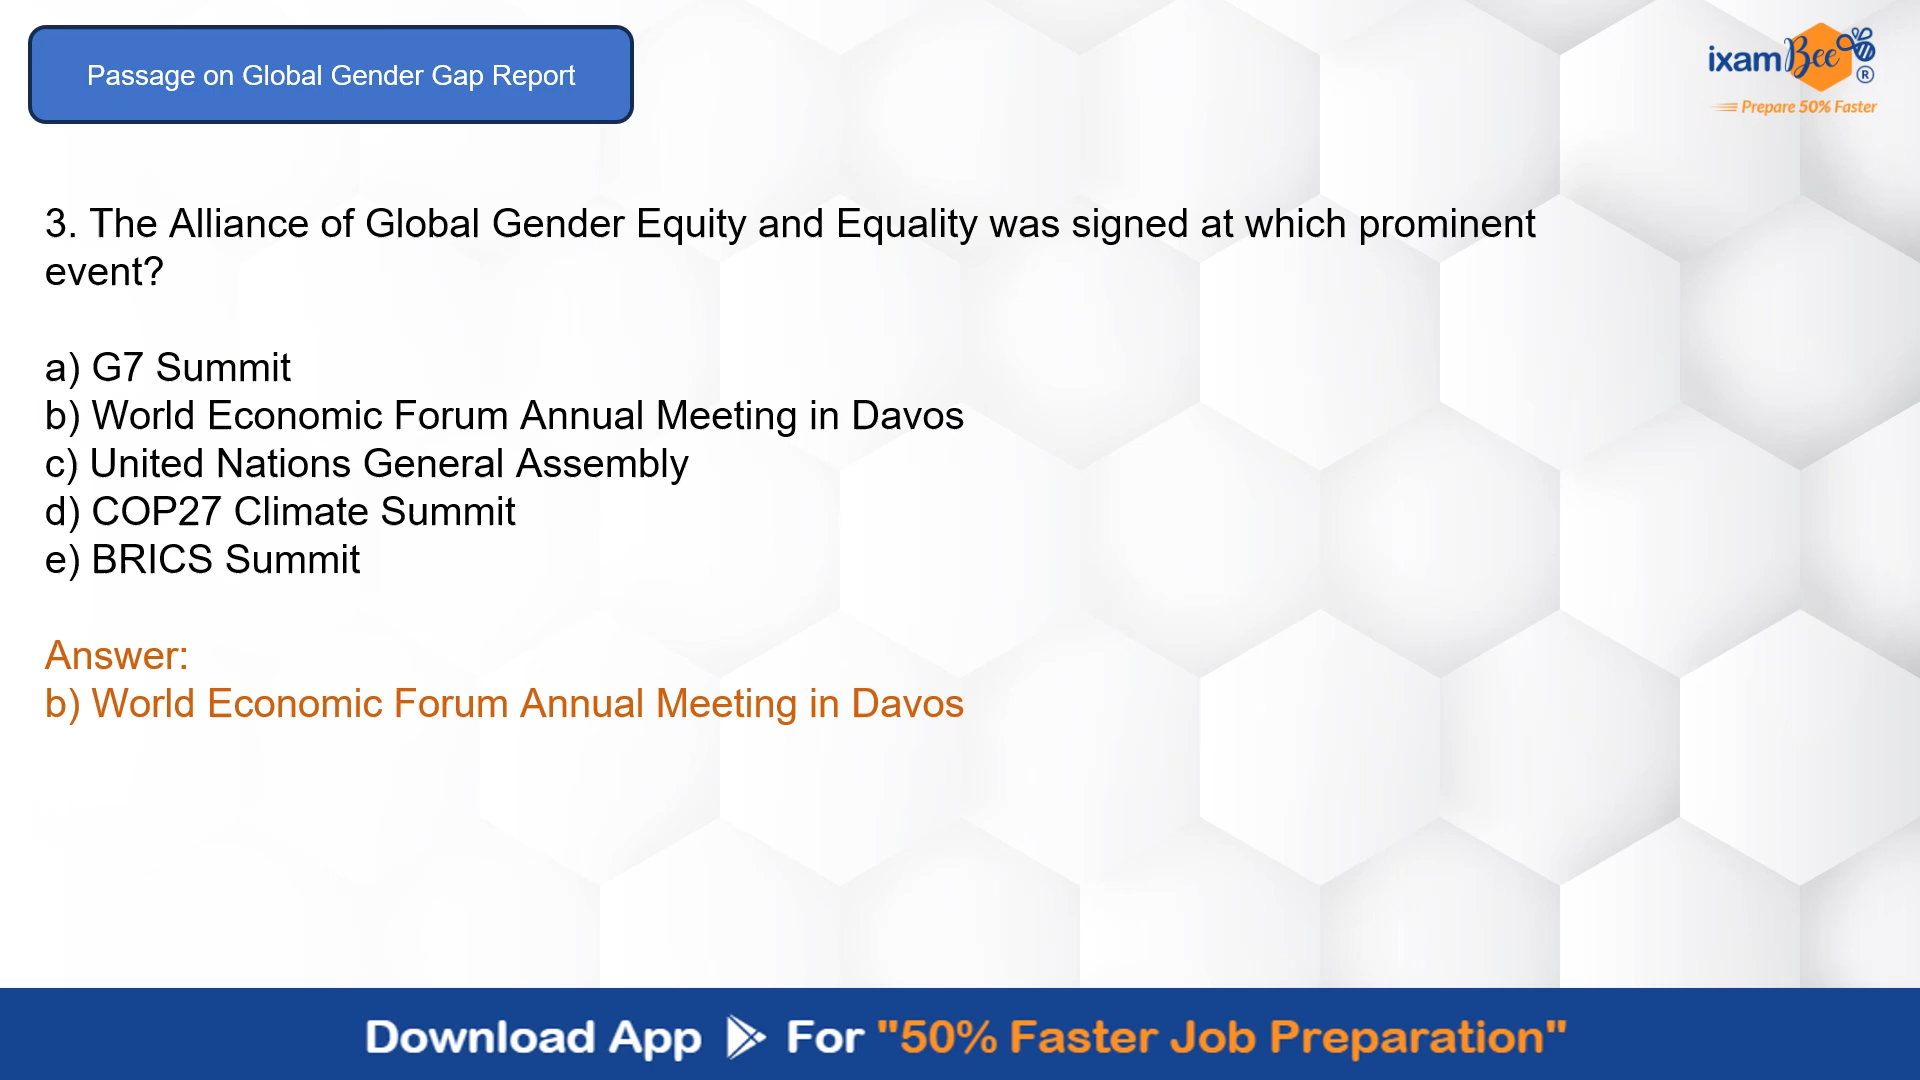 Passage on Global Gender Gap Report
ixamBee
®
Prepare 50% Faster
3. The Alliance of Global Gender Equity and Equality was signed at which prominent
event?
a) G7 Summit
b) World Economic Forum Annual Meeting in Davos
c) United Nations General Assembly
d) COP27 Climate Summit
e) BRICS Summit
Answer:
b) World Economic Forum Annual Meeting in Davos
Download App For "50% Faster Job Preparation"